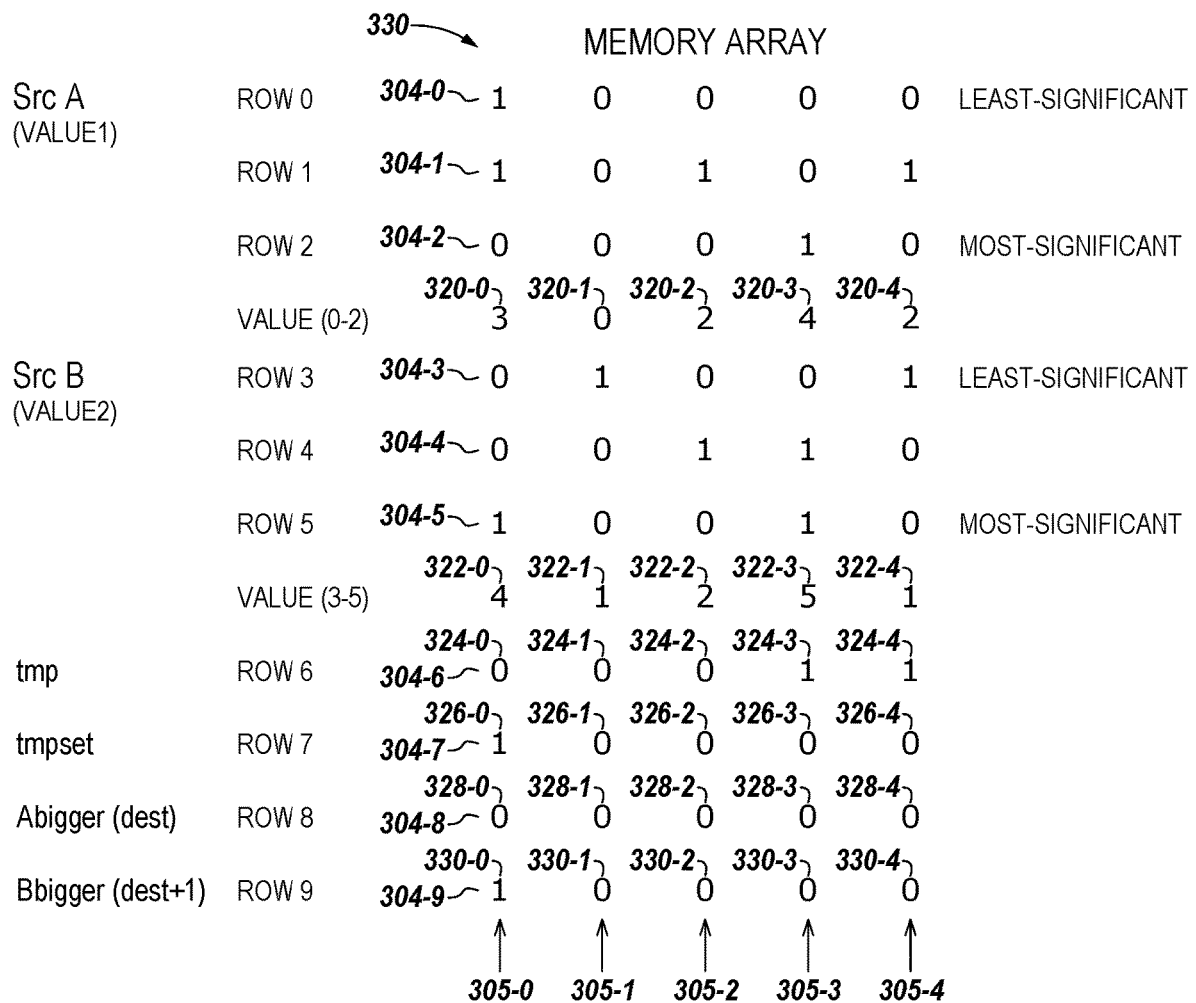 330 MEMORY ARRAY
Src A ROW 0 304-0 1 0 0 0 0 LEAST-SIGNIFICANT
(VALUE1)
ROW 1 304-1 1 0 1 0 1
ROW 2 304-2 0 0 0 1 0 MOST-SIGNIFICANT
320-0 320-1 320-2 320-3 320-4
VALUE (0-2) 3 0 2 4 2
Src B ROW 3 304-3 0 1 0 0 1 LEAST-SIGNIFICANT
(VALUE2)
ROW 4 304-4 0 0 1 1 0
ROW 5 304-5 1 0 0 1 0 MOST-SIGNIFICANT
322-0 322-1 322-2 322-3 322-4
VALUE (3-5) 4 1 2 5 1
324-0 324-1 324-2 324-3 324-4
tmp ROW 6 304-6 0 0 0 1 1
326-0 326-1 326-2 326-3 326-4
tmpset ROW 7 304-7 1 0 0 0 0
328-0 328-1 328-2 328-3 328-4
Abigger (dest) ROW 8 304-8 0 0 0 0 0
330-0 330-1 330-2 330-3 330-4
Bbigger (dest+1) ROW 9 304-9 1 0 0 0 0
305-0 305-1 305-2 305-3 305-4